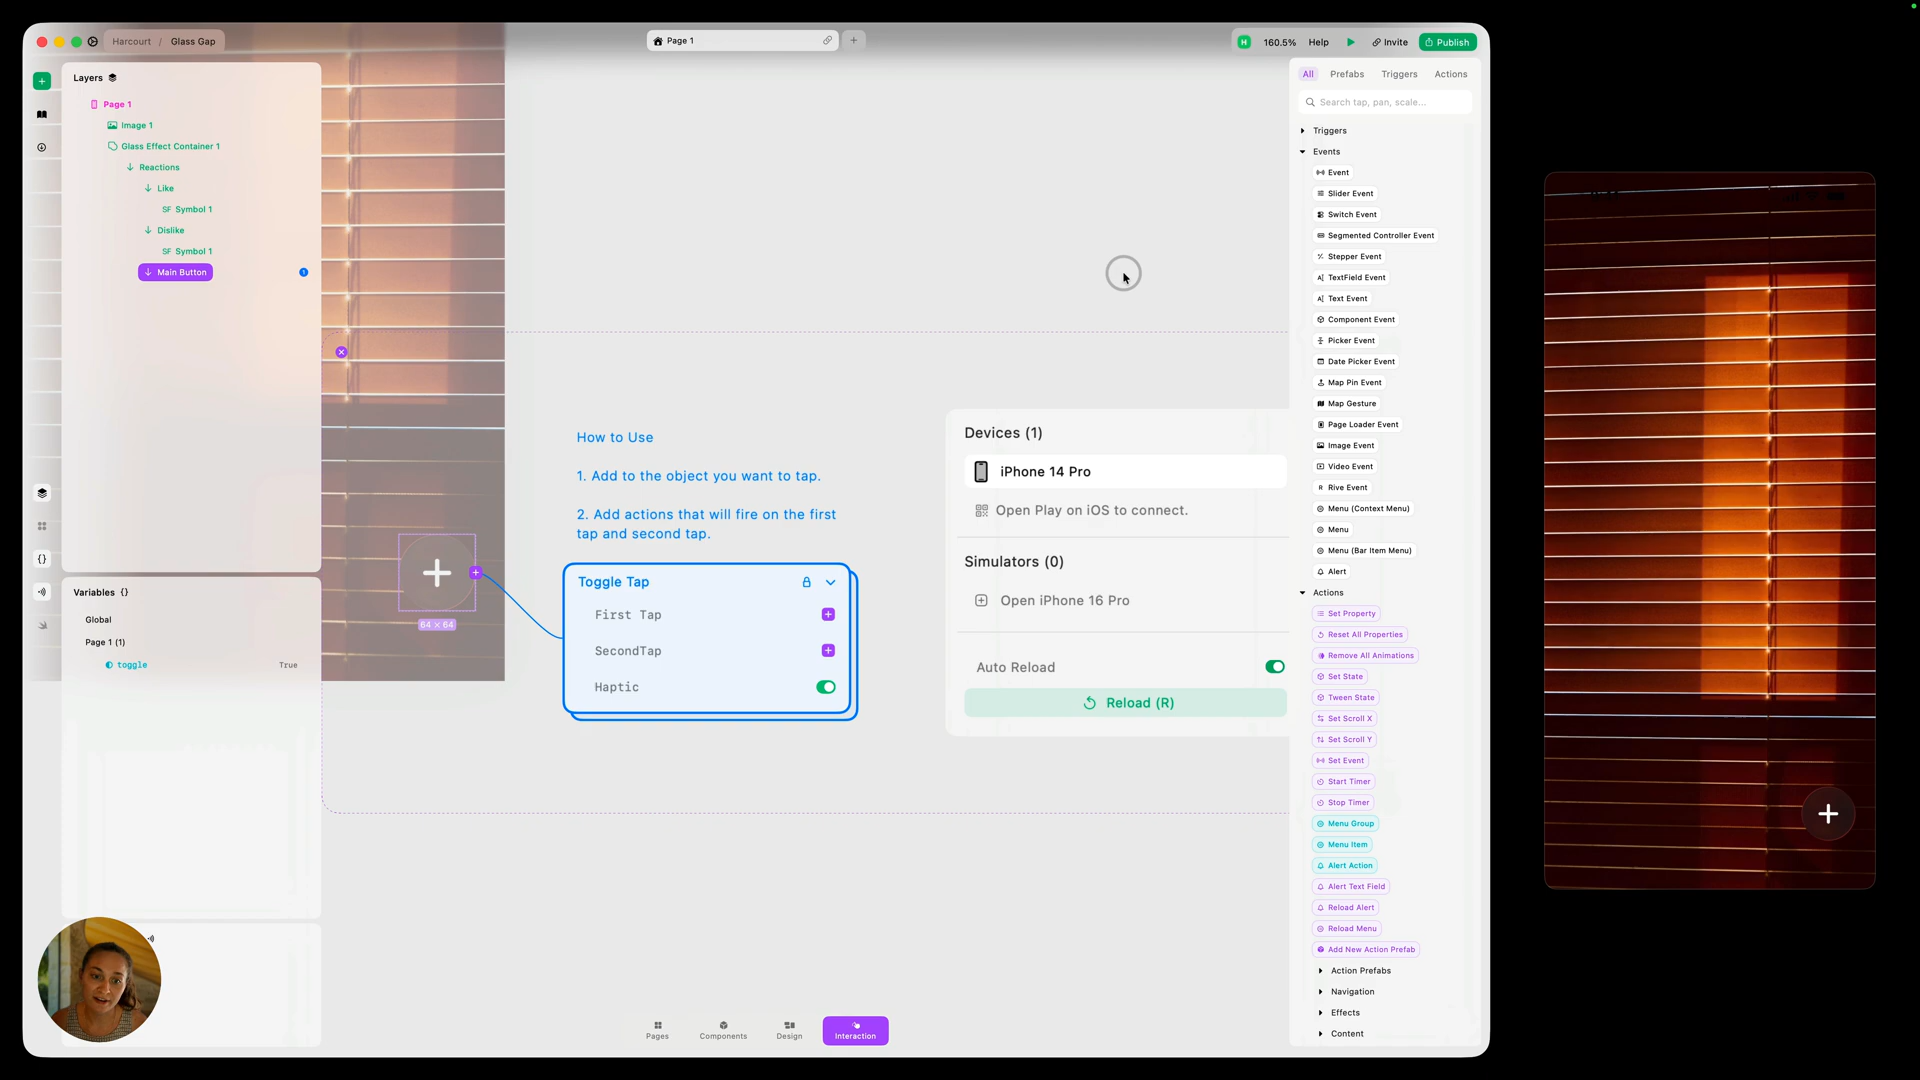 Harcourt / Glass Gap
Page 1
160.5%
Help
Invite
Publish
Layers
Page 1
Image 1
Glass Effect Container 1
Reactions
Like
SF Symbol 1
Dislike
SF Symbol 1
Main Button
1
Variables {}
Global
Page 1 (1)
toggle
True
64 × 64
How to Use
1. Add to the object you want to tap.
2. Add actions that will fire on the first
tap and second tap.
Toggle Tap
First Tap
SecondTap
Haptic
Devices (1)
iPhone 14 Pro
Open Play on iOS to connect.
Simulators (0)
Open iPhone 16 Pro
Auto Reload
Reload (R)
Pages
Components
Design
Interaction
All
Prefabs
Triggers
Actions
Search tap, pan, scale...
Triggers
Events
Event
Slider Event
Switch Event
Segmented Controller Event
Stepper Event
TextField Event
Text Event
Component Event
Picker Event
Date Picker Event
Map Pin Event
Map Gesture
Page Loader Event
Image Event
Video Event
R Rive Event
Menu (Context Menu)
Menu
Menu (Bar Item Menu)
Alert
Actions
Set Property
Reset All Properties
Remove All Animations
Set State
Tween State
Set Scroll X
Set Scroll Y
Set Event
Start Timer
Stop Timer
Menu Group
Menu Item
Alert Action
Alert Text Field
Reload Alert
Reload Menu
Add New Action Prefab
Action Prefabs
Navigation
Effects
Content